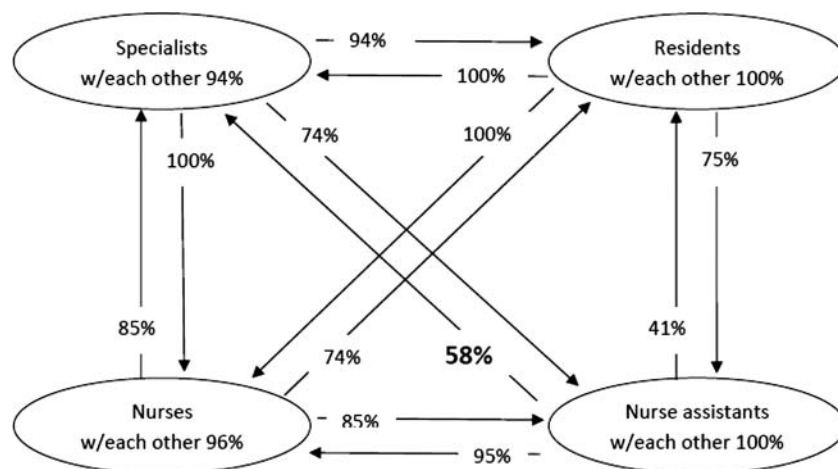 Specialists
w/each other 94%
94%
100%
Residents
w/each other 100%
100%
74%
100%
75%
85%
74%
58%
41%
Nurses
w/each other 96%
85%
95%
Nurse assistants
w/each other 100%